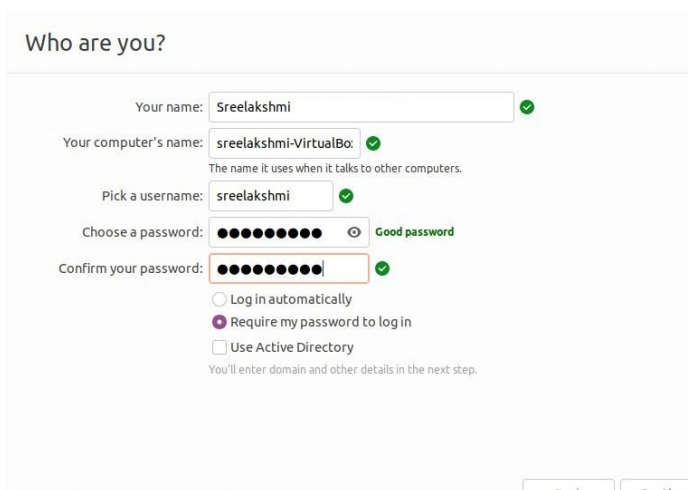 Who are you?
Your name: Sreelakshmi
Your computer's name: sreelakshmi-VirtualBo
The name it uses when it talks to other computers.
Pick a username: sreelakshmi
Choose a password: ●●●●●●●●● Good password
Confirm your password: ●●●●●●●●●
Log in automatically
Require my password to log in
Use Active Directory
You'll enter domain and other details in the next step.